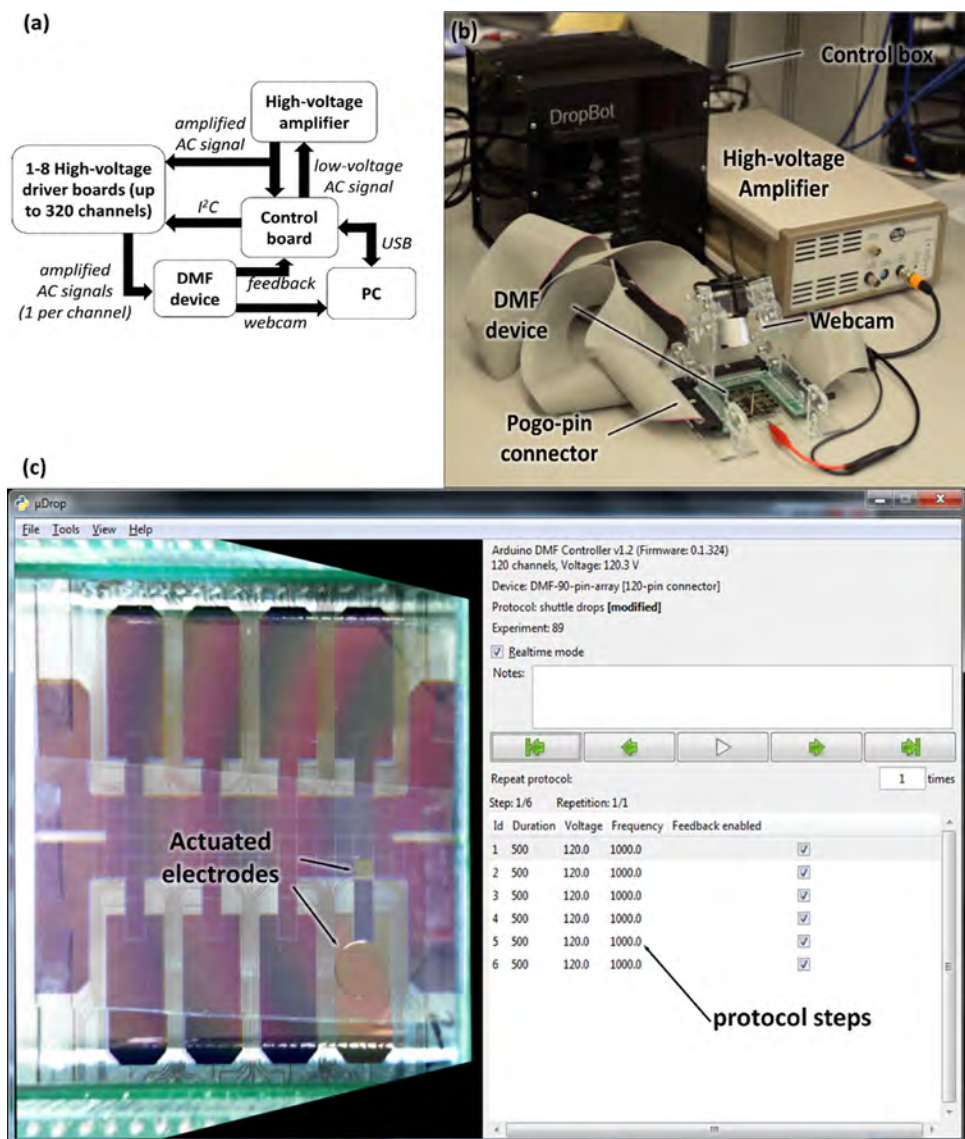 (a)
High-voltage
amplifier
amplified
AC signal
low-voltage
AC signal
1-8 High-voltage
driver boards (up
to 320 channels)
I²C
Control
board
USB
amplified
AC signals
(1 per channel)
DMF
device
feedback
webcam
PC
(b)
Control box
DropBot
High-voltage
Amplifier
DMF
device
Webcam
Pogo-pin
connector
(c)
µDrop
File Tools View Help
Arduino DMF Controller v1.2 (Firmware: 0.1.324)
120 channels, Voltage: 120.3 V
Device: DMF-90-pin-array [120-pin connector]
Protocol: shuttle drops [modified]
Experiment: 89
Realtime mode
Notes:
Repeat protocol: 1 times
Step: 1/6 Repetition: 1/1
Id Duration Voltage Frequency Feedback enabled
1 500 120.0 1000.0
2 500 120.0 1000.0
3 500 120.0 1000.0
4 500 120.0 1000.0
5 500 120.0 1000.0
6 500 120.0 1000.0
Actuated
electrodes
protocol steps